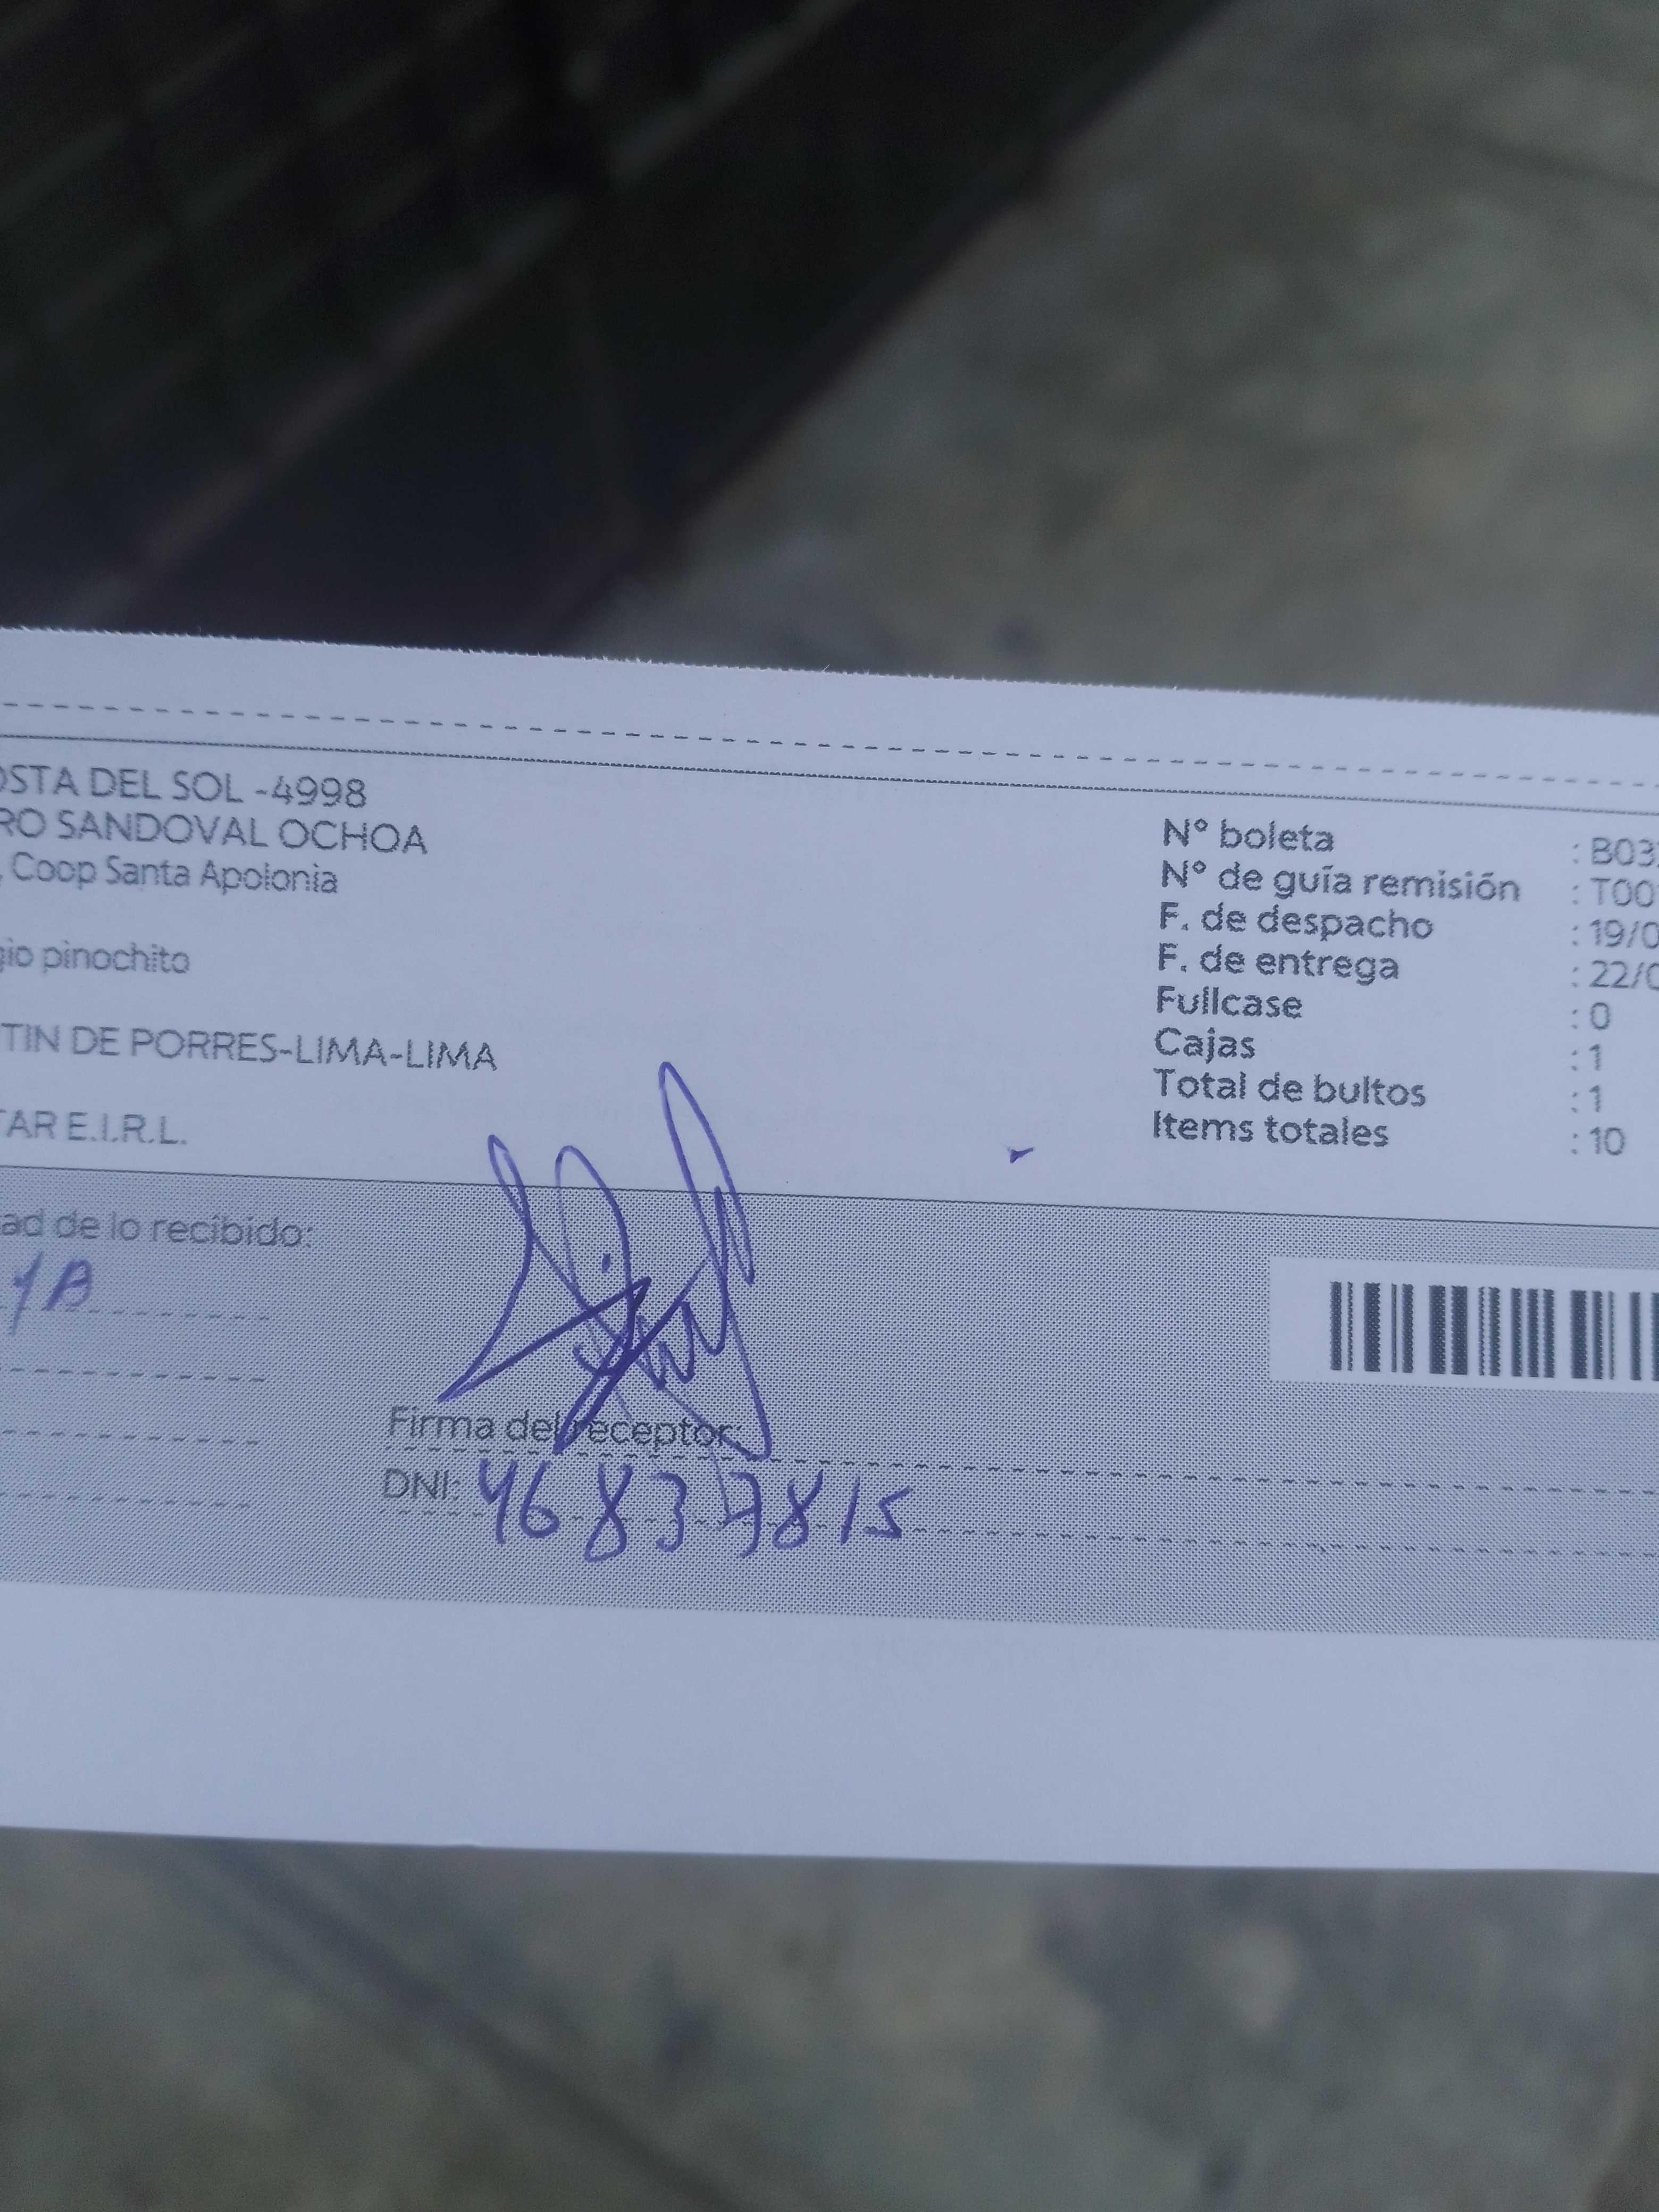 OSTA DEL SOL -4998
RO SANDOVAL OCHOA
, Coop Santa Apolonia
gio pinochito
TIN DE PORRES-LIMA-LIMA
TAR E.I.R.L.
N° boleta : B03
N° de guía remisión : T00
F. de despacho : 19/0
F. de entrega : 22/0
Fullcase : 0
Cajas : 1
Total de bultos : 1
Items totales : 10
ad de lo recibido:
1B
Firma del receptor:
DNI: 46837815